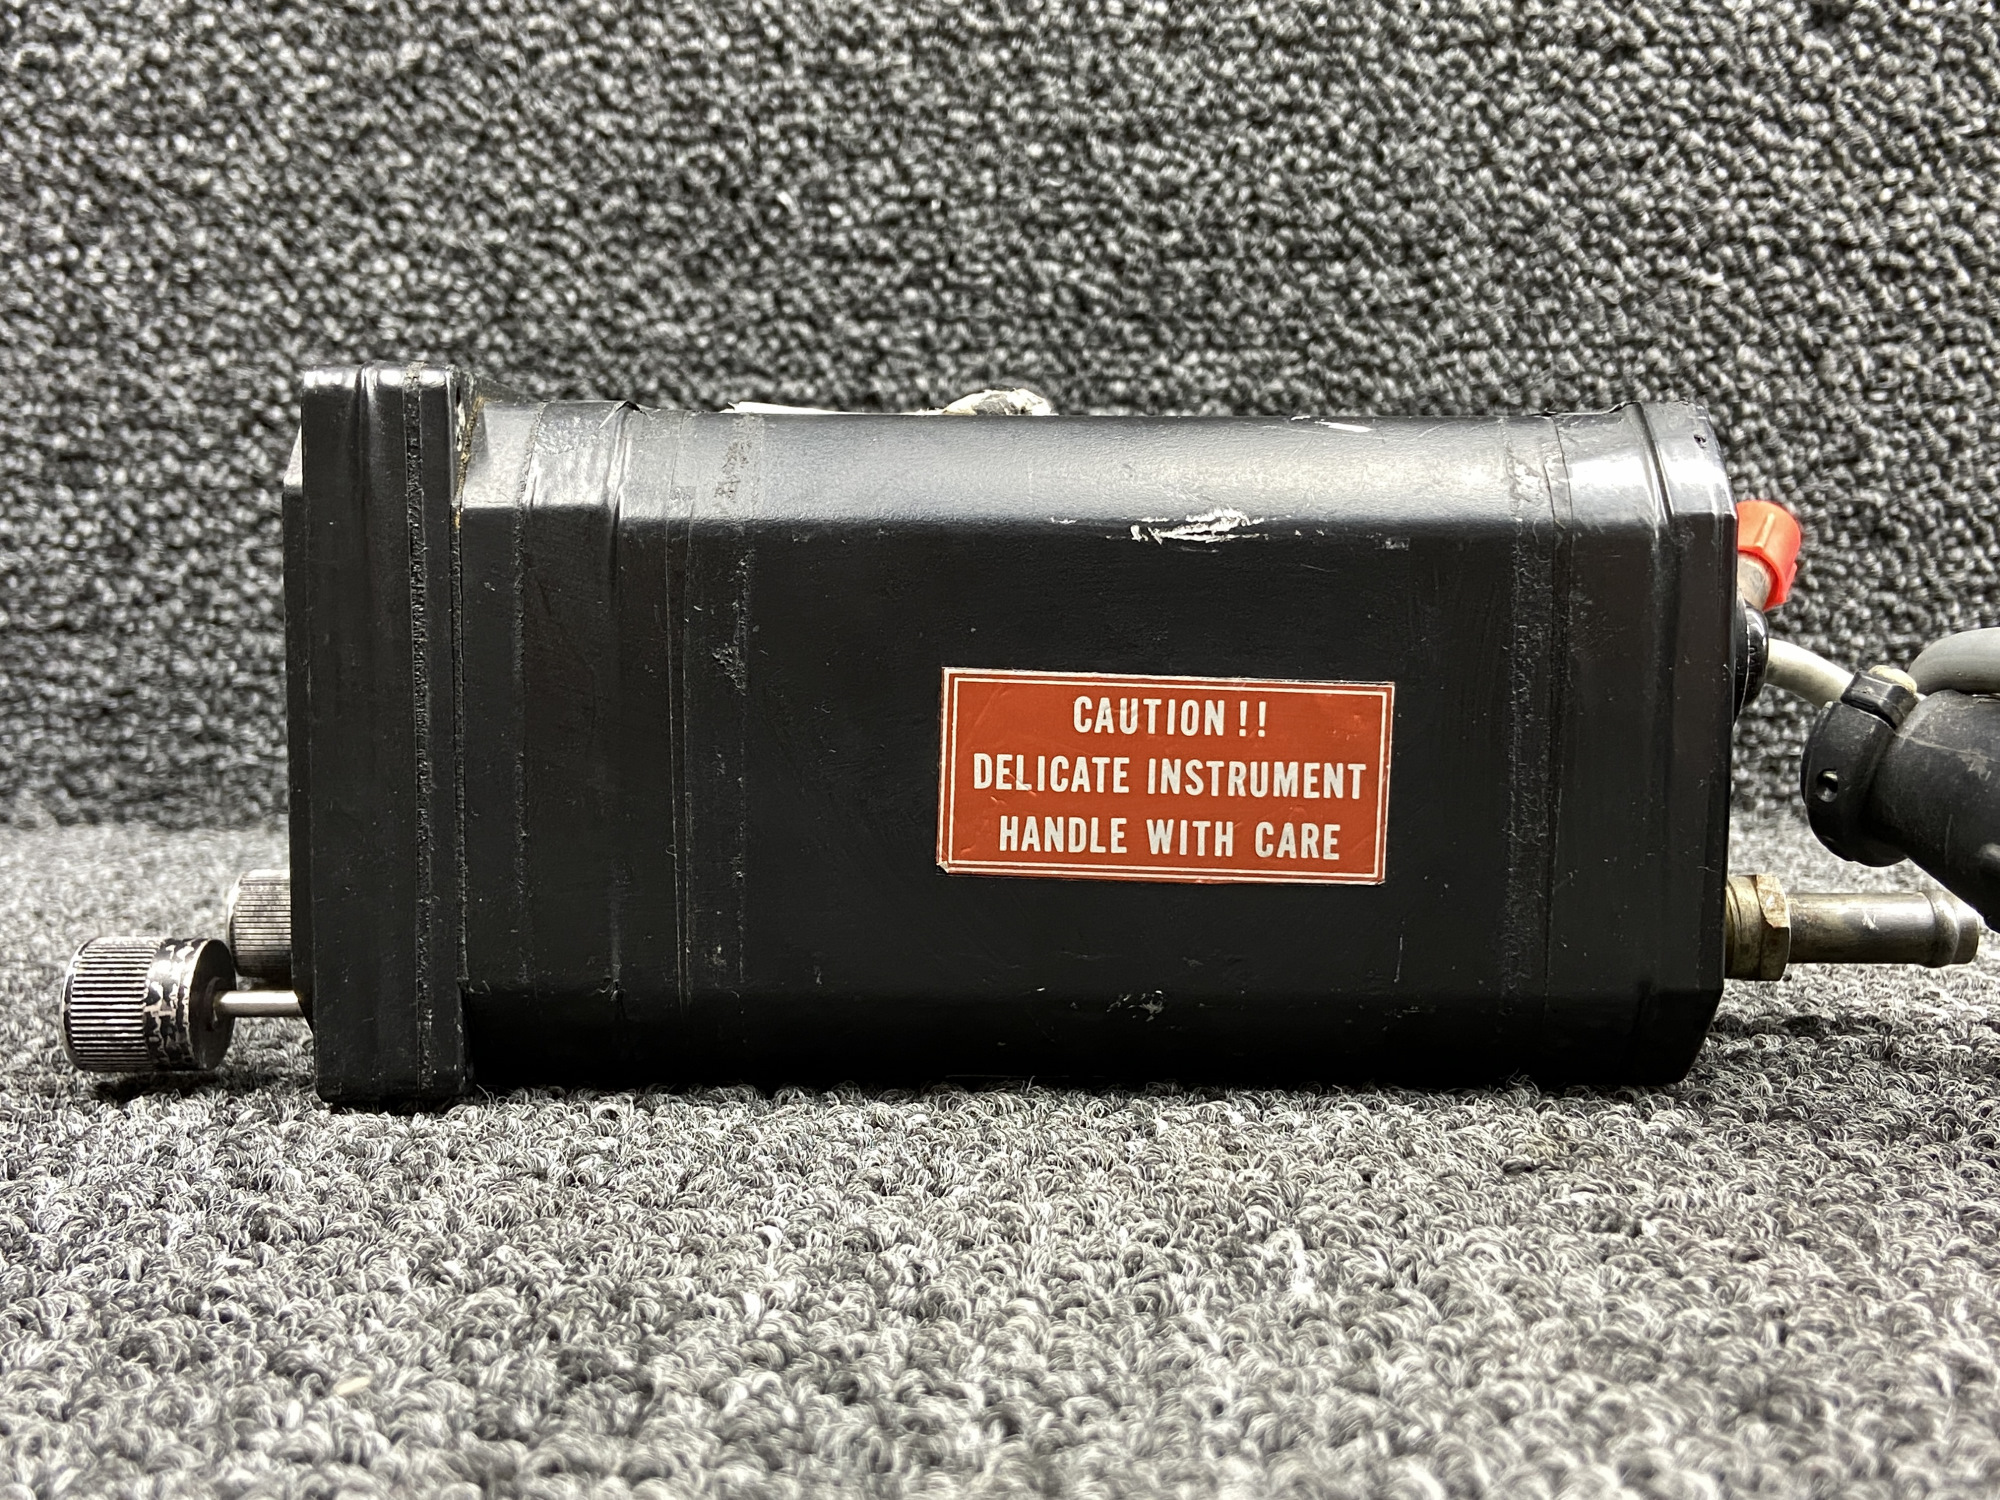 CAUTION!!
DELICATE INSTRUMENT
HANDLE WITH CARE